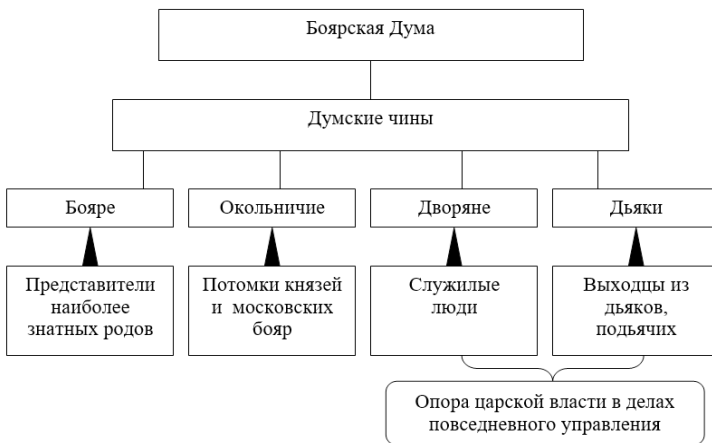 Боярская Дума
Думские чины
Бояре
Окольничие
Дворяне
Дьяки
Представители
наиболее
знатных родов
Потомки князей
и московских
бояр
Служилые
люди
Выходцы из
дьяков,
подьячих
Опора царской власти в делах
повседневного управления